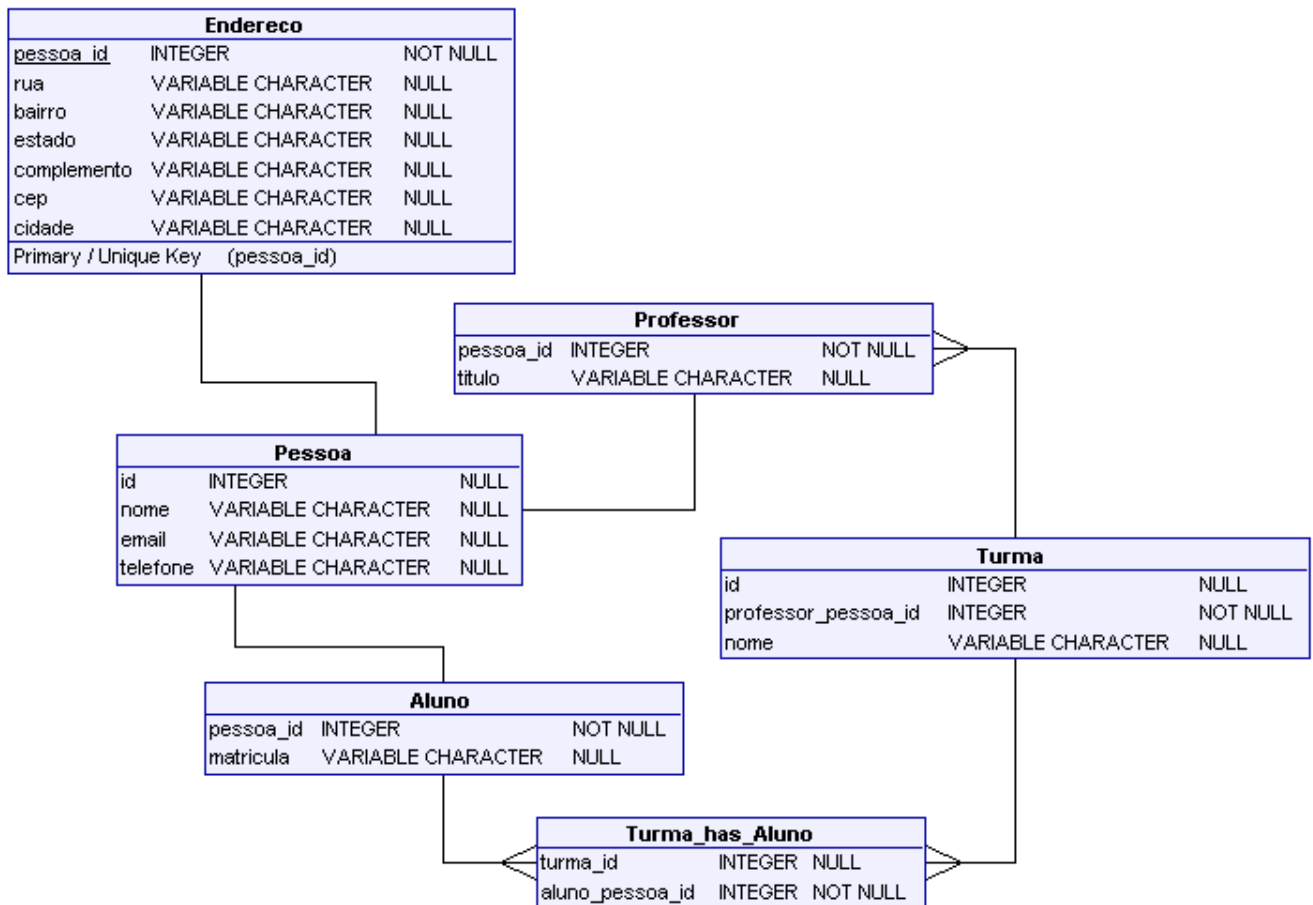 Endereco
pessoa_id INTEGER NOT NULL
rua VARIABLE CHARACTER NULL
bairro VARIABLE CHARACTER NULL
estado VARIABLE CHARACTER NULL
complemento VARIABLE CHARACTER NULL
cep VARIABLE CHARACTER NULL
cidade VARIABLE CHARACTER NULL
Primary / Unique Key (pessoa_id)
Professor
pessoa_id INTEGER NOT NULL
titulo VARIABLE CHARACTER NULL
Pessoa
id INTEGER NULL
nome VARIABLE CHARACTER NULL
email VARIABLE CHARACTER NULL
telefone VARIABLE CHARACTER NULL
Turma
id INTEGER NULL
professor_pessoa_id INTEGER NOT NULL
nome VARIABLE CHARACTER NULL
Aluno
pessoa_id INTEGER NOT NULL
matricula VARIABLE CHARACTER NULL
Turma_has_Aluno
turma_id INTEGER NULL
aluno_pessoa_id INTEGER NOT NULL